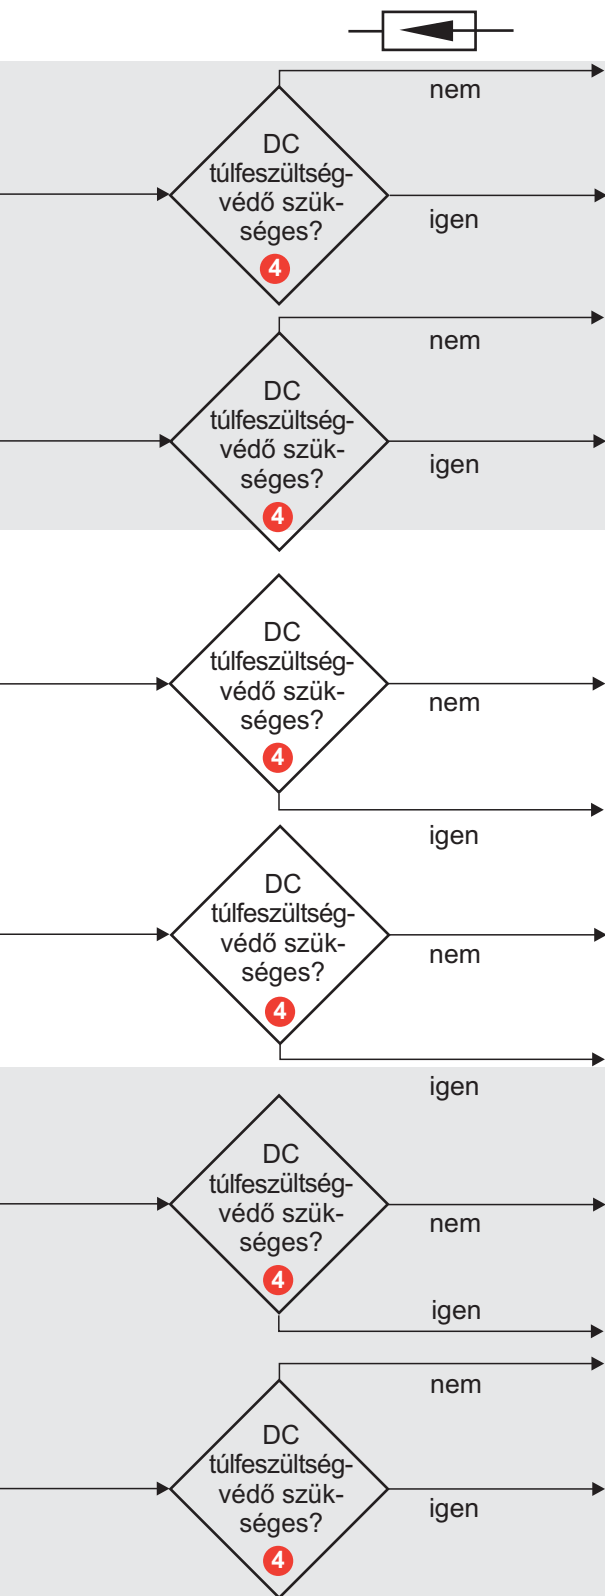 nem
DC
túlfeszültség-
védő szük-
séges?
igen
4
nem
DC
túlfeszültség-
védő szük-
séges?
igen
4
DC
túlfeszültség-
védő szük-
séges?
nem
4
igen
DC
túlfeszültség-
védő szük-
séges?
nem
4
igen
DC
túlfeszültség-
védő szük-
séges?
nem
4
igen
nem
DC
túlfeszültség-
védő szük-
séges?
igen
4